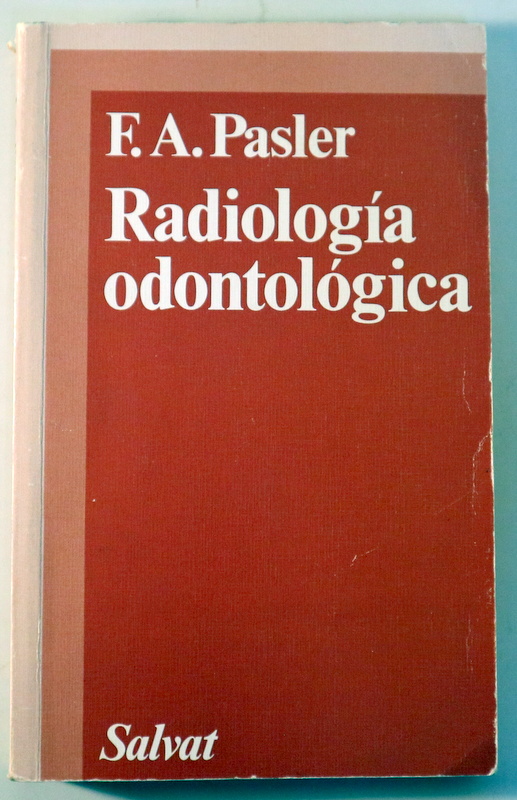 F. A. Pasler
Radiología
odontológica
Salvat